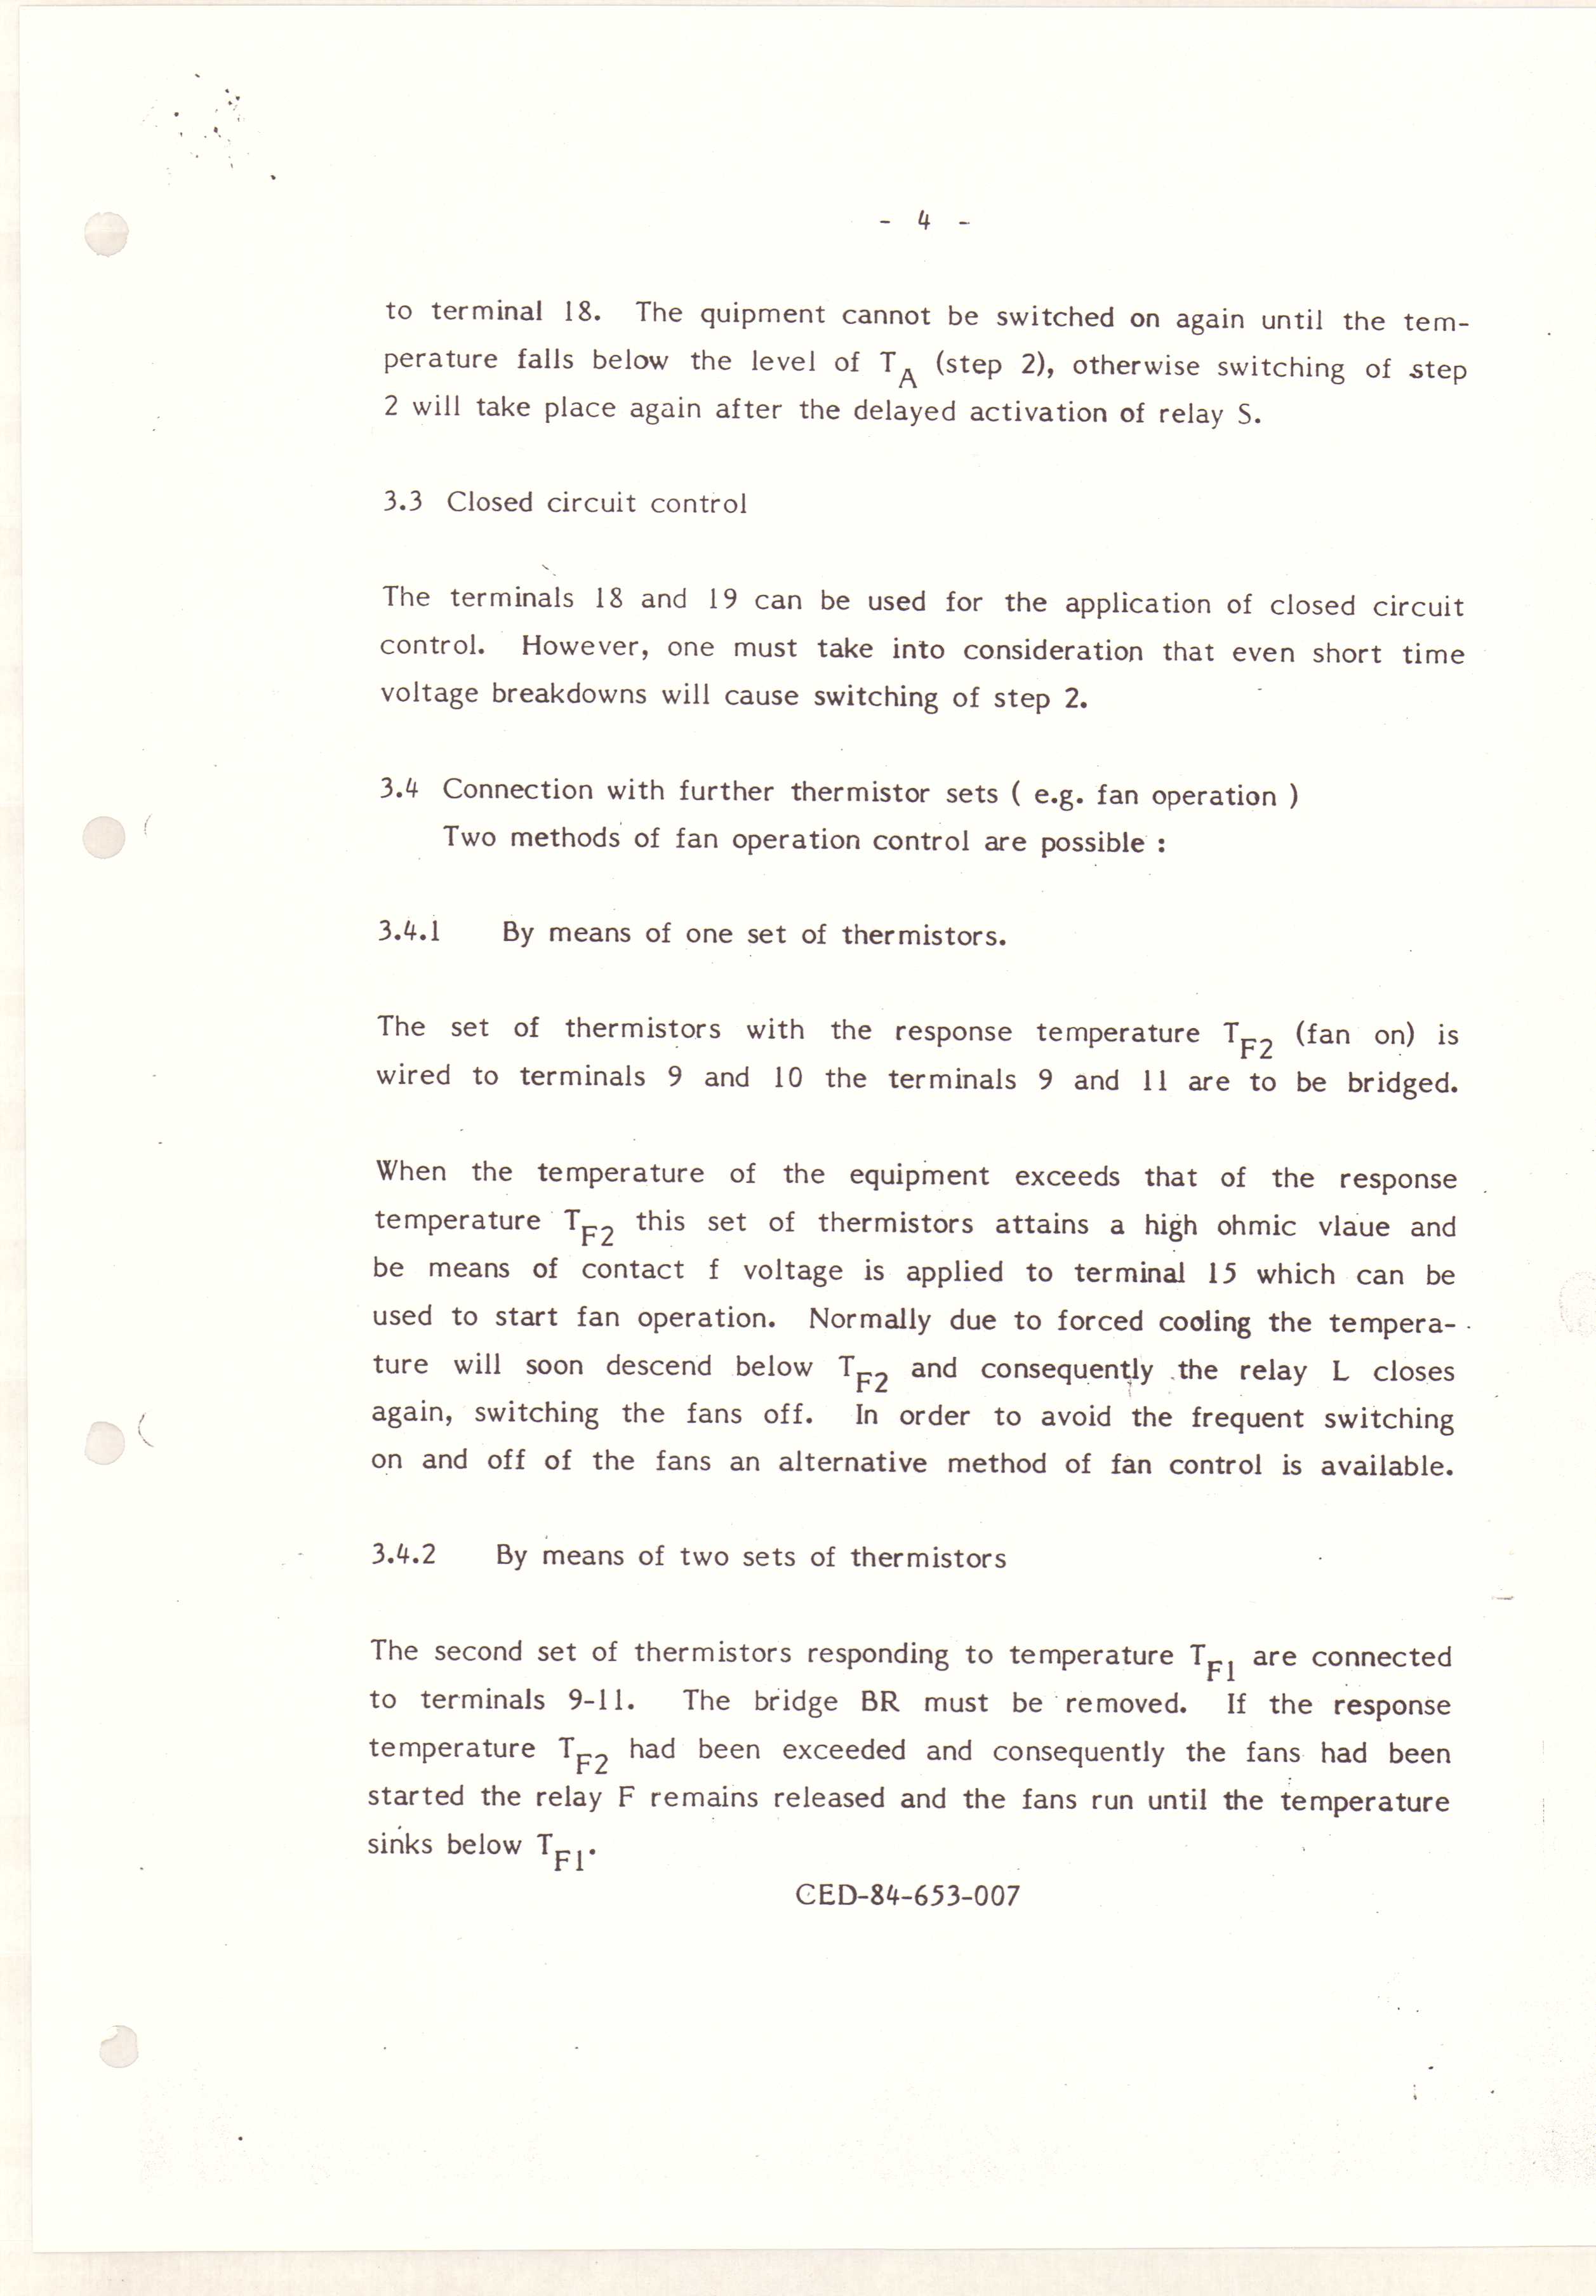 - 4 -
to terminal 18. The quipment cannot be switched on again until the tem-
perature falls below the level of T_A (step 2), otherwise switching of step
2 will take place again after the delayed activation of relay S.
3.3 Closed circuit control
The terminals 18 and 19 can be used for the application of closed circuit
control. However, one must take into consideration that even short time
voltage breakdowns will cause switching of step 2.
3.4 Connection with further thermistor sets ( e.g. fan operation )
Two methods of fan operation control are possible :
3.4.1 By means of one set of thermistors.
The set of thermistors with the response temperature T_F2 (fan on) is
wired to terminals 9 and 10 the terminals 9 and 11 are to be bridged.
When the temperature of the equipment exceeds that of the response
temperature T_F2 this set of thermistors attains a high ohmic vlaue and
be means of contact f voltage is applied to terminal 15 which can be
used to start fan operation. Normally due to forced cooling the tempera-
ture will soon descend below T_F2 and consequently the relay L closes
again, switching the fans off. In order to avoid the frequent switching
on and off of the fans an alternative method of fan control is available.
3.4.2 By means of two sets of thermistors
The second set of thermistors responding to temperature T_F1 are connected
to terminals 9-11. The bridge BR must be removed. If the response
temperature T_F2 had been exceeded and consequently the fans had been
started the relay F remains released and the fans run until the temperature
sinks below T_F1.
CED-84-653-007